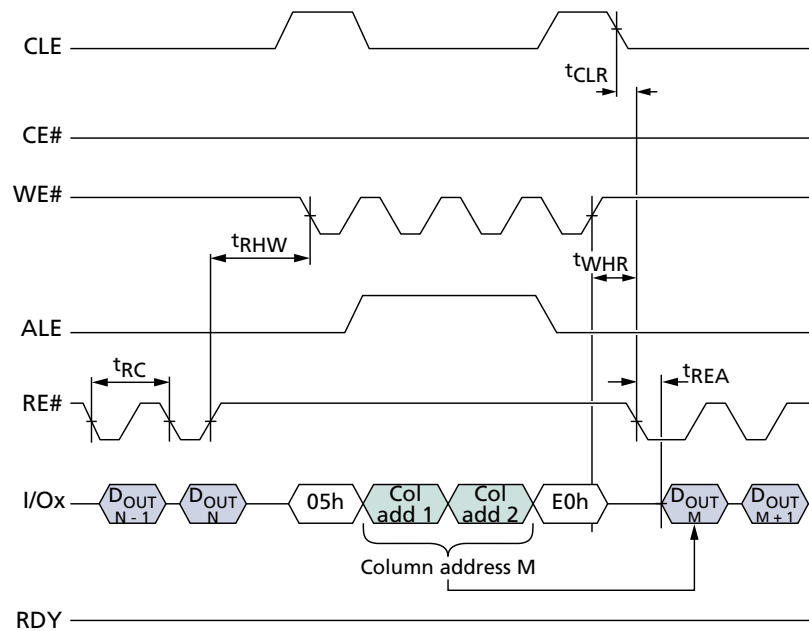 CLE
tCLR
CE#
WE#
tRHW
tWHR
ALE
tRC
tREA
RE#
I/Ox
DOUT
N - 1
DOUT
N
05h
Col
add 1
Col
add 2
E0h
DOUT
M
DOUT
M + 1
Column address M
RDY